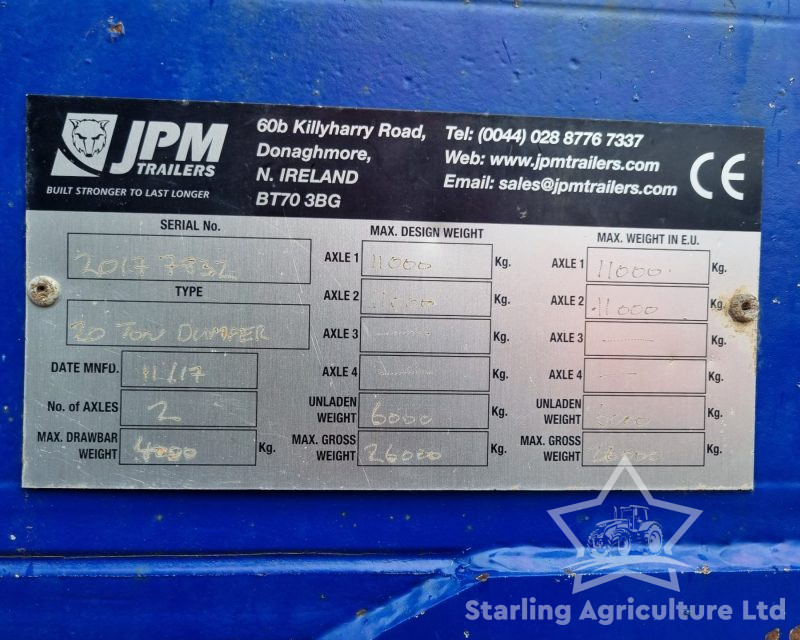 JPM
TRAILERS
BUILT STRONGER TO LAST LONGER
60b Killyharry Road,
Donaghmore,
N. IRELAND
BT70 3BG
Tel: (0044) 028 8776 7337
Web: www.jpmtrailers.com
Email: sales@jpmtrailers.com
CE
SERIAL No.
2017 7832
TYPE
20 TON DUMPER
DATE MNFD. 11/17
No. of AXLES 2
MAX. DRAWBAR
WEIGHT 4000 Kg.
MAX. DESIGN WEIGHT
AXLE 1 11000 Kg.
AXLE 2 11000 Kg.
AXLE 3 Kg.
AXLE 4 Kg.
UNLADEN
WEIGHT 6000 Kg.
MAX. GROSS
WEIGHT 26000 Kg.
MAX. WEIGHT IN E.U.
AXLE 1 11000 Kg.
AXLE 2 11000 Kg.
AXLE 3 Kg.
AXLE 4 Kg.
UNLADEN
WEIGHT Kg.
MAX. GROSS
WEIGHT 26000 Kg.
Starling Agriculture Ltd